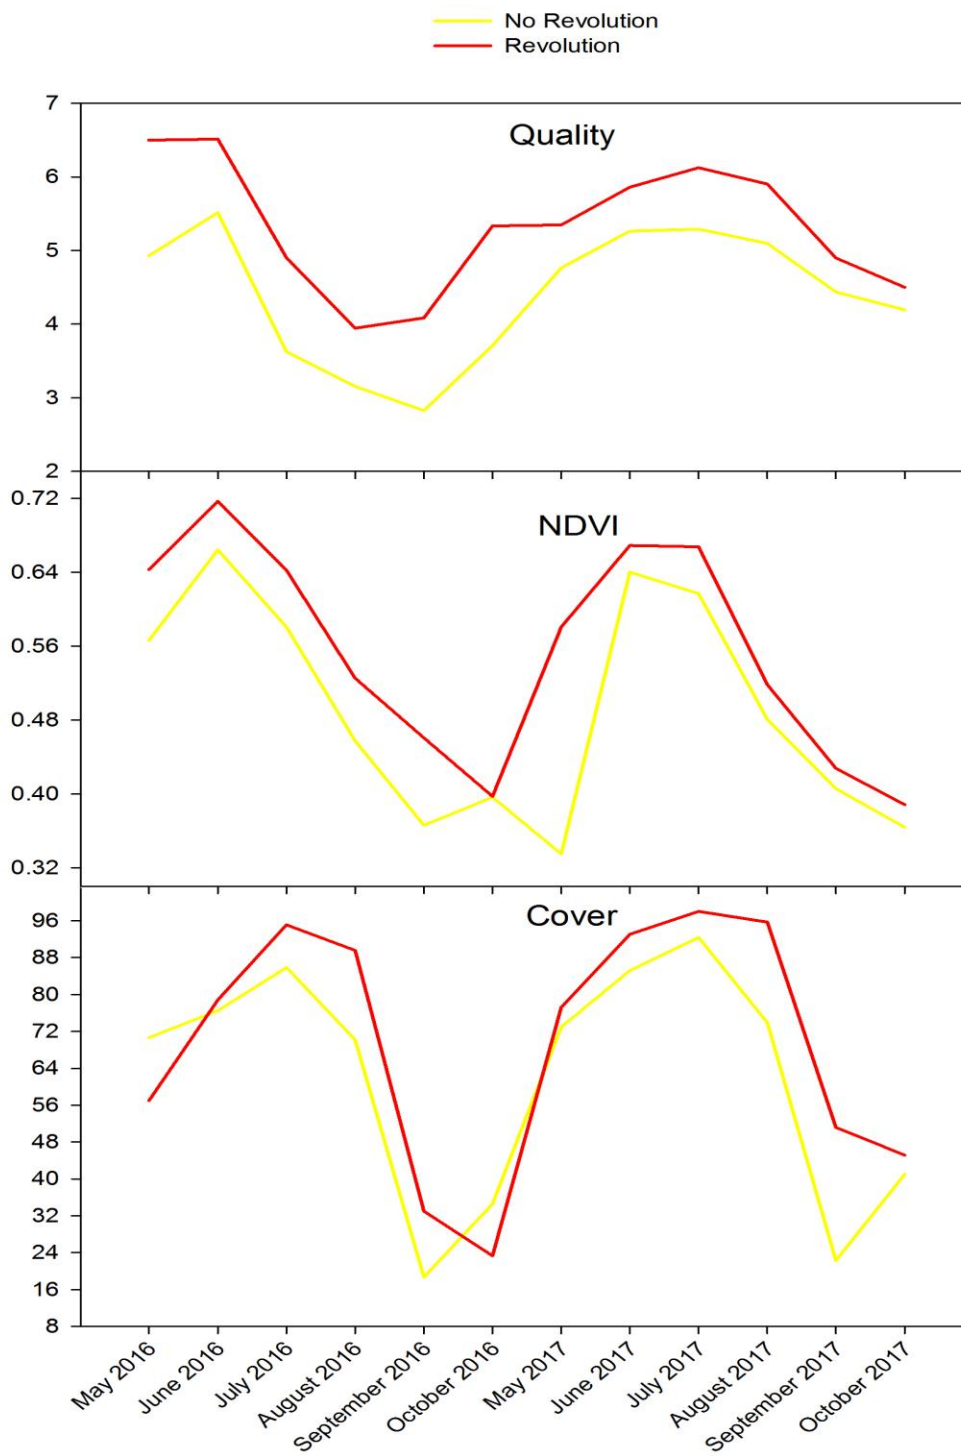 No Revolution
Revolution
Quality
7
6
5
4
3
2
NDVI
0.72
0.64
0.56
0.48
0.40
0.32
Cover
96
88
80
72
64
56
48
40
32
24
16
8
May 2016
June 2016
July 2016
August 2016
September 2016
October 2016
May 2017
June 2017
July 2017
August 2017
September 2017
October 2017